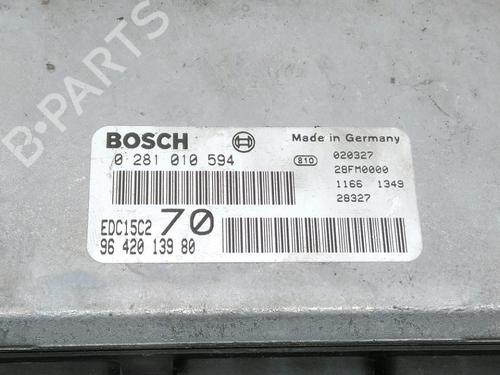 B-PARTS
BOSCH
Made in Germany
0 281 010 594
810
020327
28FM0000
1166 1349
28327
EDC15C2 70
96 420 139 80